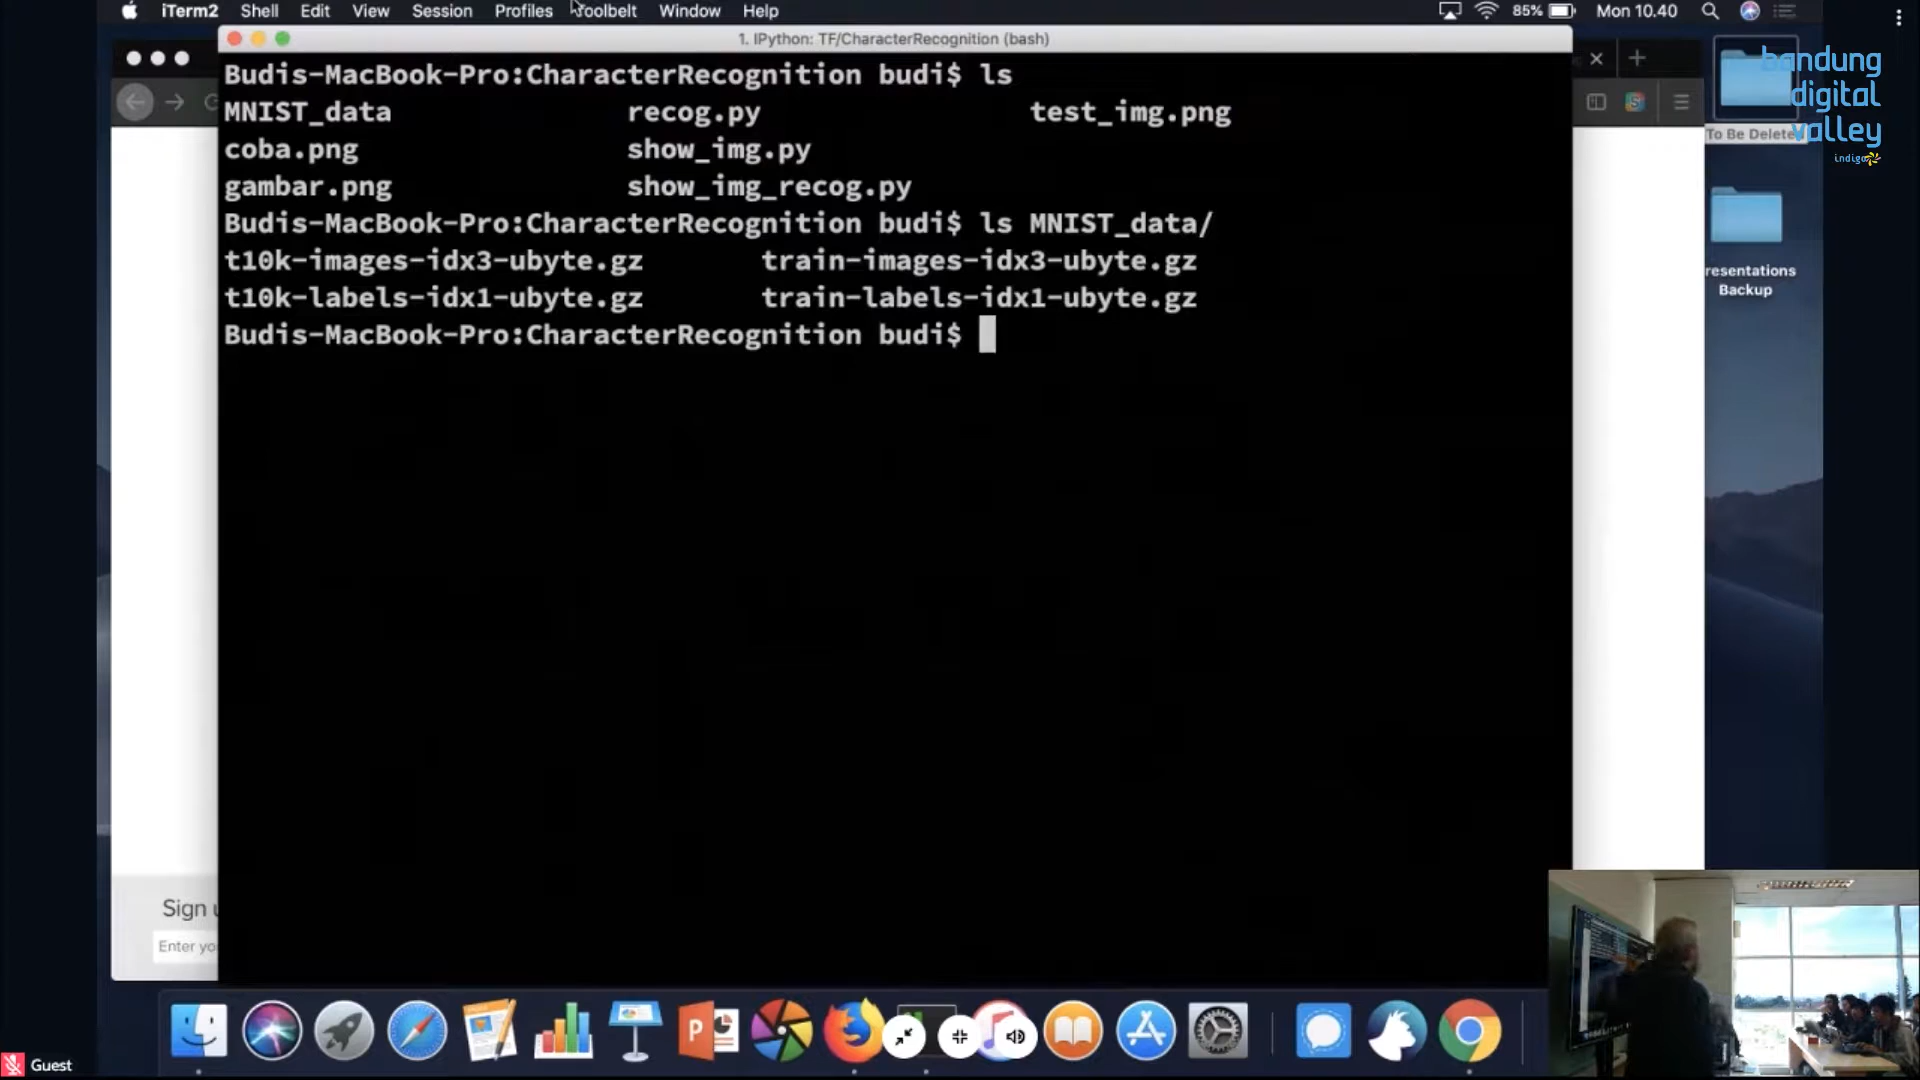 iTerm2 Shell Edit View Session Profiles Toolbelt Window Help 85% Mon 10.40
1. IPython: TF/CharacterRecognition (bash)
Budis-MacBook-Pro:CharacterRecognition budi$ ls
MNIST_data recog.py test_img.png
coba.png show_img.py
gambar.png show_img_recog.py
Budis-MacBook-Pro:CharacterRecognition budi$ ls MNIST_data/
t10k-images-idx3-ubyte.gz train-images-idx3-ubyte.gz
t10k-labels-idx1-ubyte.gz train-labels-idx1-ubyte.gz
Budis-MacBook-Pro:CharacterRecognition budi$
bandung
digital
valley
indigo
To Be Delete
resentations
Backup
Sign u
Enter yo
P
Guest